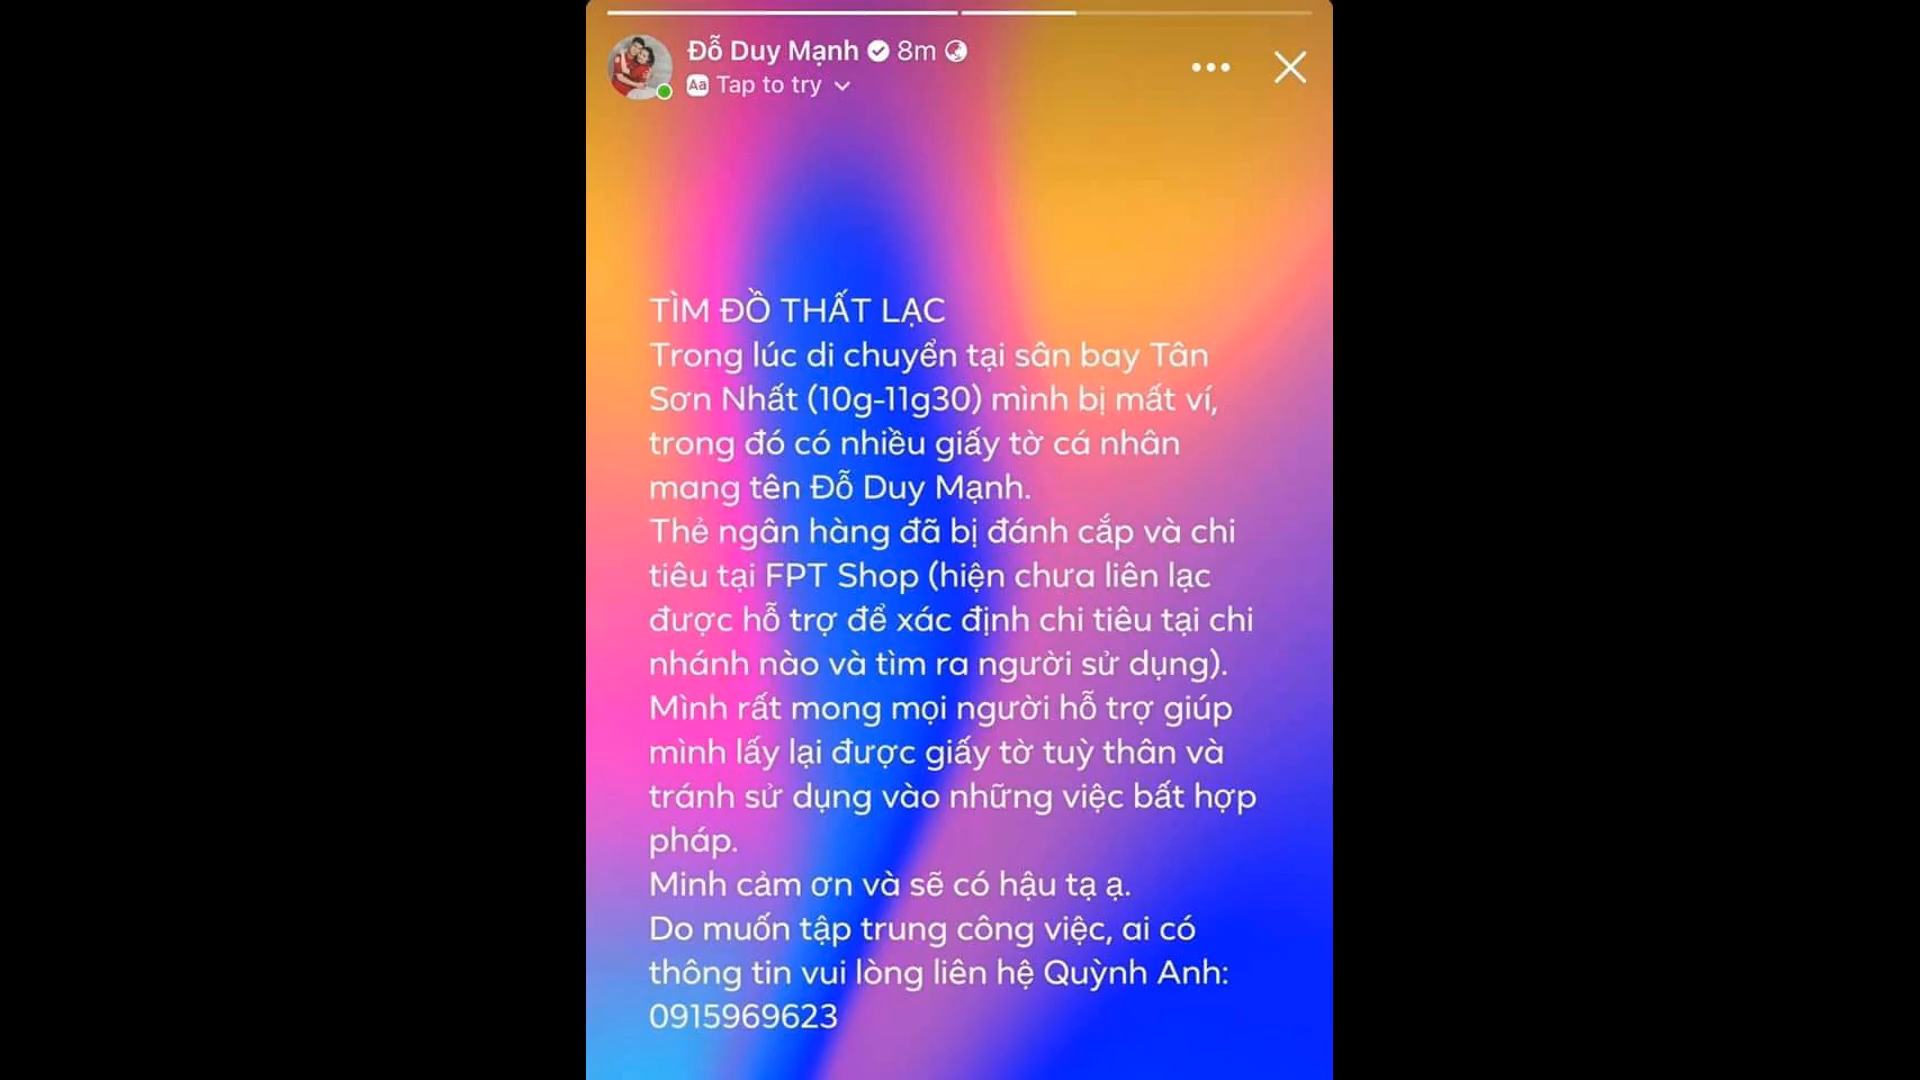 Đỗ Duy Mạnh 8m
Aa Tap to try
TÌM ĐỒ THẤT LẠC
Trong lúc di chuyển tại sân bay Tân
Sơn Nhất (10g-11g30) mình bị mất ví,
trong đó có nhiều giấy tờ cá nhân
mang tên Đỗ Duy Mạnh.
Thẻ ngân hàng đã bị đánh cắp và chi
tiêu tại FPT Shop (hiện chưa liên lạc
được hỗ trợ để xác định chi tiêu tại chi
nhánh nào và tìm ra người sử dụng).
Mình rất mong mọi người hỗ trợ giúp
mình lấy lại được giấy tờ tuỳ thân và
tránh sử dụng vào những việc bất hợp
pháp.
Minh cảm ơn và sẽ có hậu tạ ạ.
Do muốn tập trung công việc, ai có
thông tin vui lòng liên hệ Quỳnh Anh:
0915969623